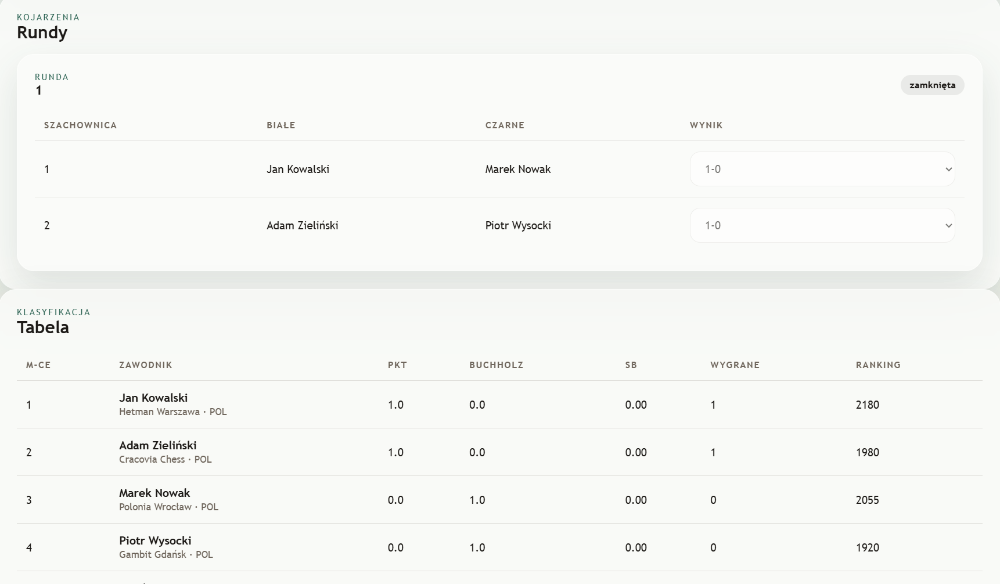 KOJARZENIA
Rundy
RUNDA
1
zamknięta
SZACHOWNICA BIAŁE CZARNE WYNIK
1 Jan Kowalski Marek Nowak 1-0
2 Adam Zieliński Piotr Wysocki 1-0
KLASYFIKACJA
Tabela
M-CE ZAWODNIK PKT BUCHHOLZ SB WYGRANE RANKING
1 Jan Kowalski 1.0 0.0 0.00 1 2180
Hetman Warszawa · POL
2 Adam Zieliński 1.0 0.0 0.00 1 1980
Cracovia Chess · POL
3 Marek Nowak 0.0 1.0 0.00 0 2055
Polonia Wrocław · POL
4 Piotr Wysocki 0.0 1.0 0.00 0 1920
Gambit Gdańsk · POL